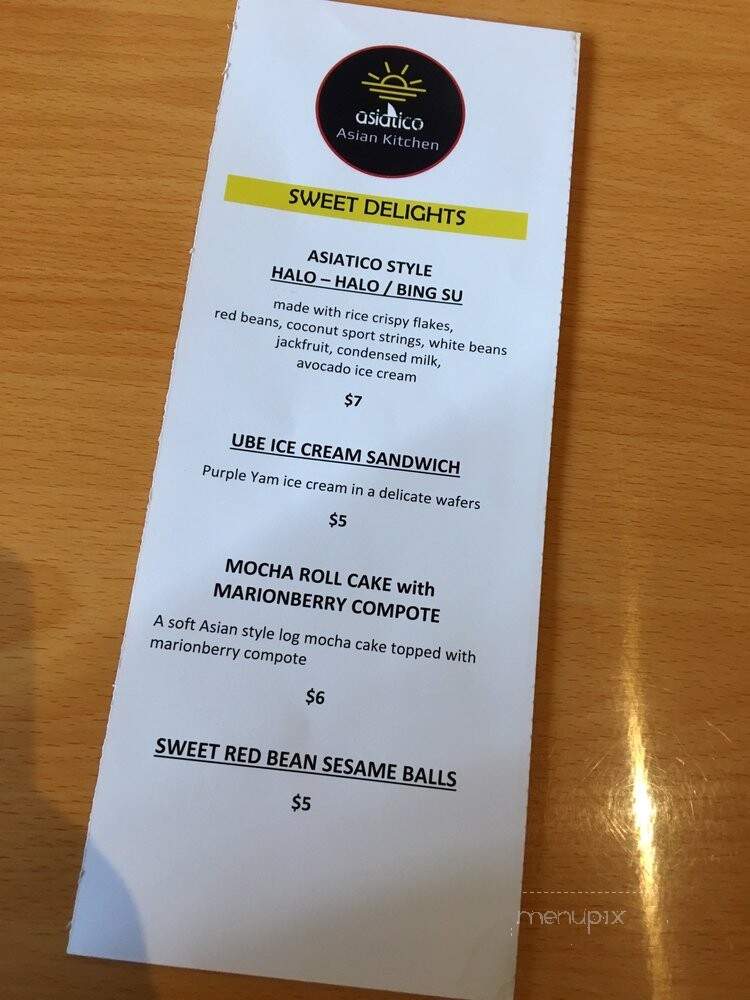 asiatico
Asian Kitchen
SWEET DELIGHTS
ASIATICO STYLE
HALO – HALO / BING SU
made with rice crispy flakes,
red beans, coconut sport strings, white beans
jackfruit, condensed milk,
avocado ice cream
$7
UBE ICE CREAM SANDWICH
Purple Yam ice cream in a delicate wafers
$5
MOCHA ROLL CAKE with
MARIONBERRY COMPOTE
A soft Asian style log mocha cake topped with
marionberry compote
$6
SWEET RED BEAN SESAME BALLS
$5
menupix